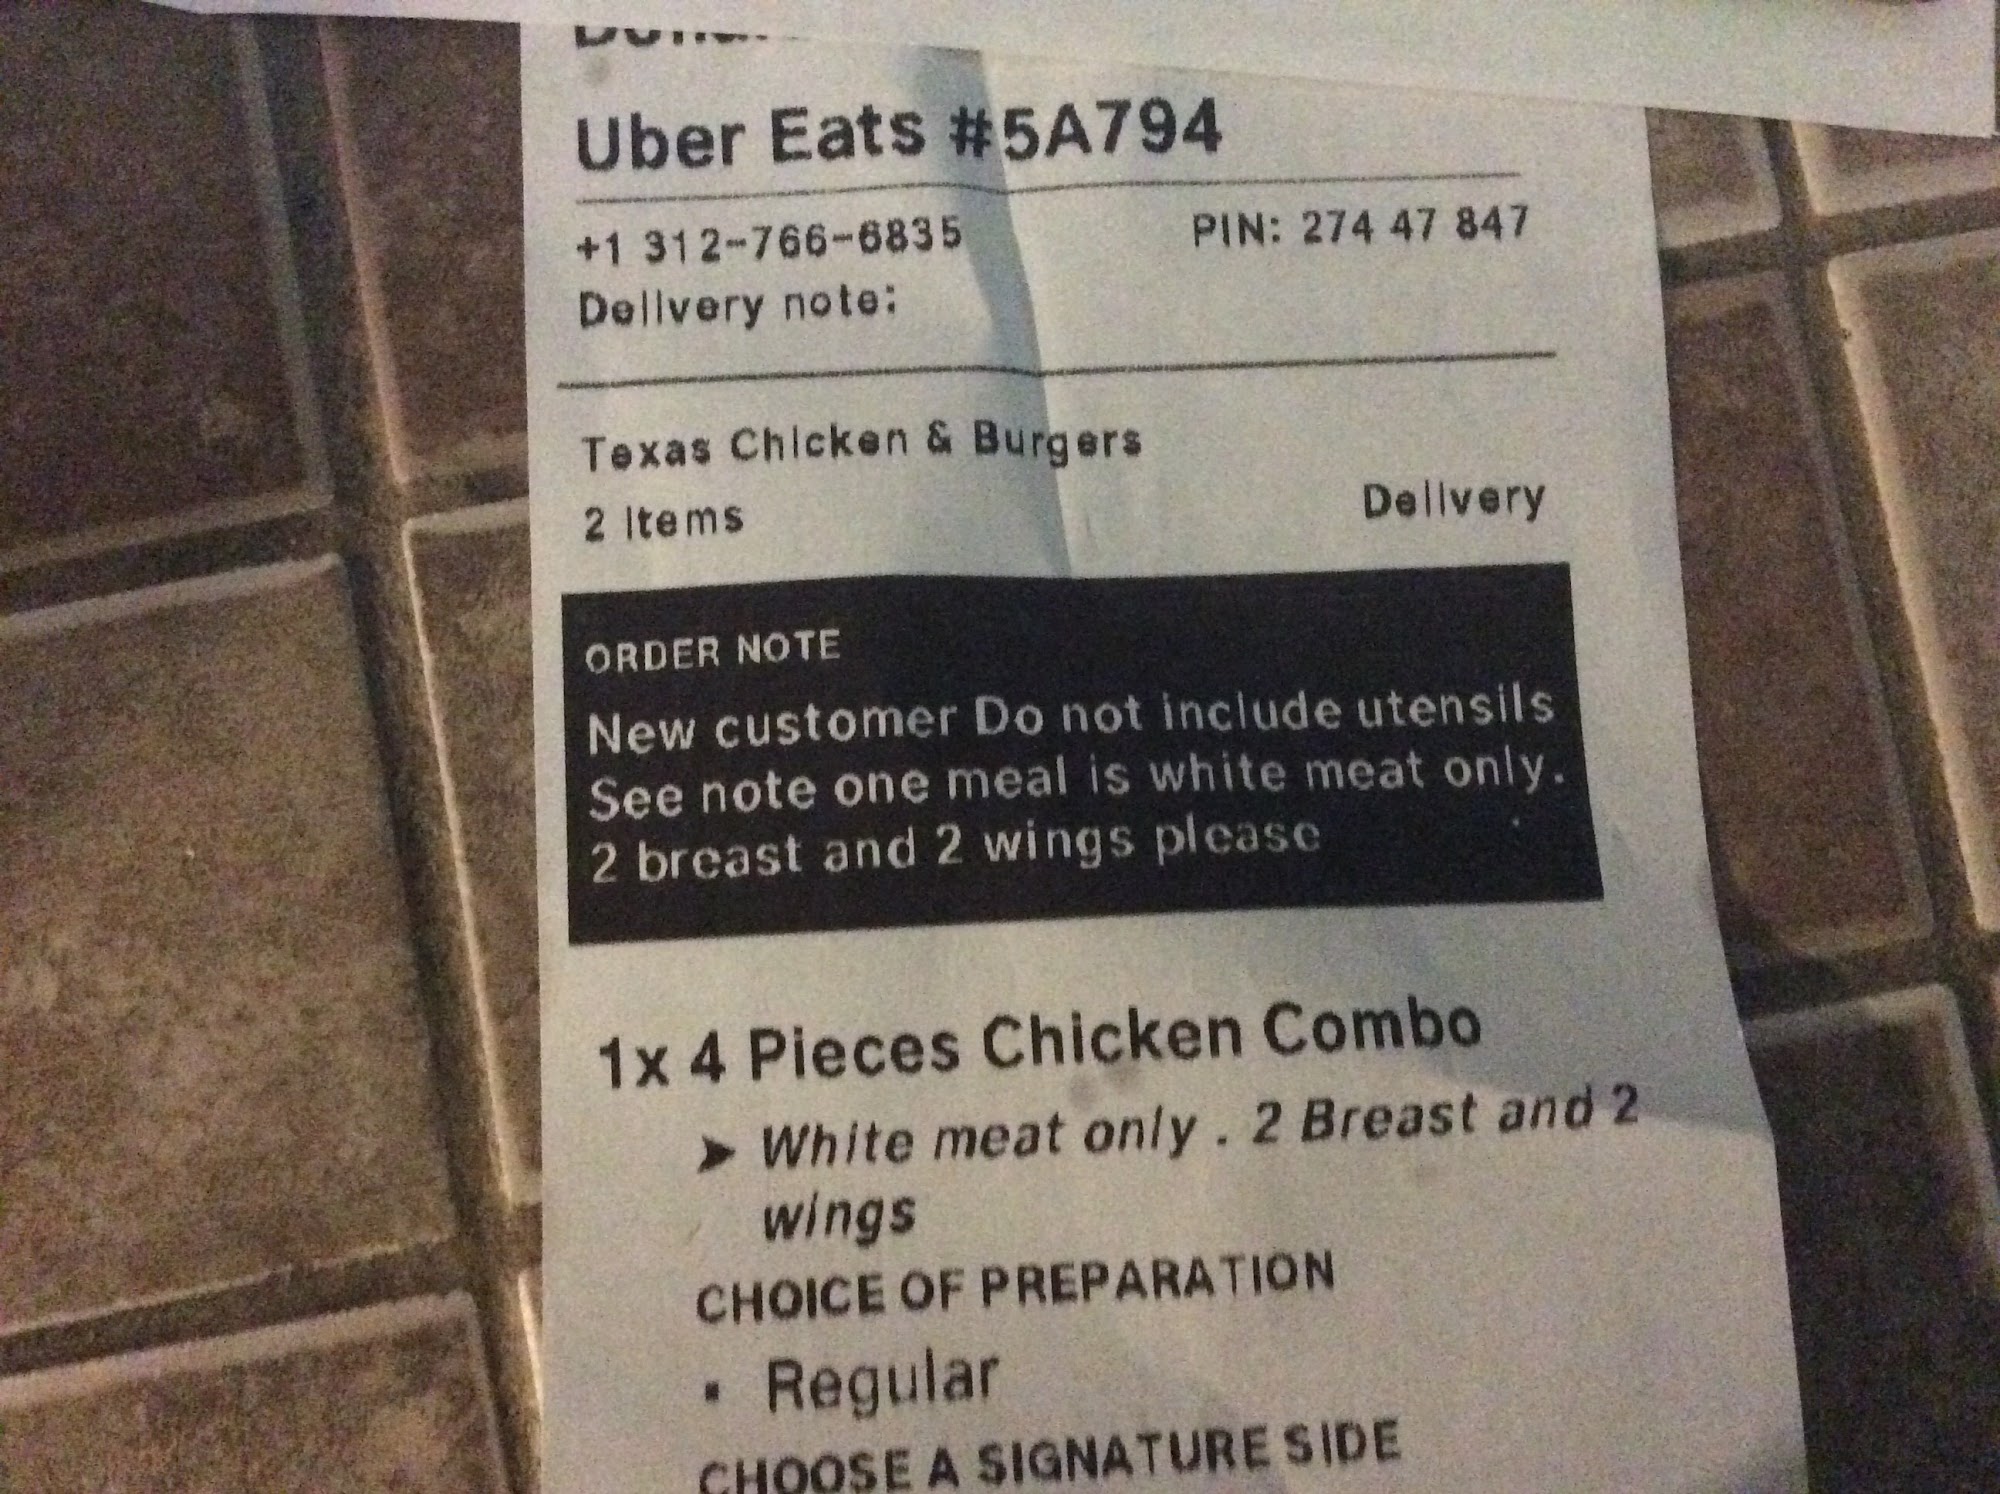 Uber Eats #5A794
+1 312-766-6835 PIN: 274 47 847
Delivery note:
Texas Chicken & Burgers
2 Items
Delivery
ORDER NOTE
New customer Do not include utensils
See note one meal is white meat only.
2 breast and 2 wings please
1x 4 Pieces Chicken Combo
➤ White meat only . 2 Breast and 2
wings
CHOICE OF PREPARATION
▪ Regular
CHOOSE A SIGNATURE SIDE